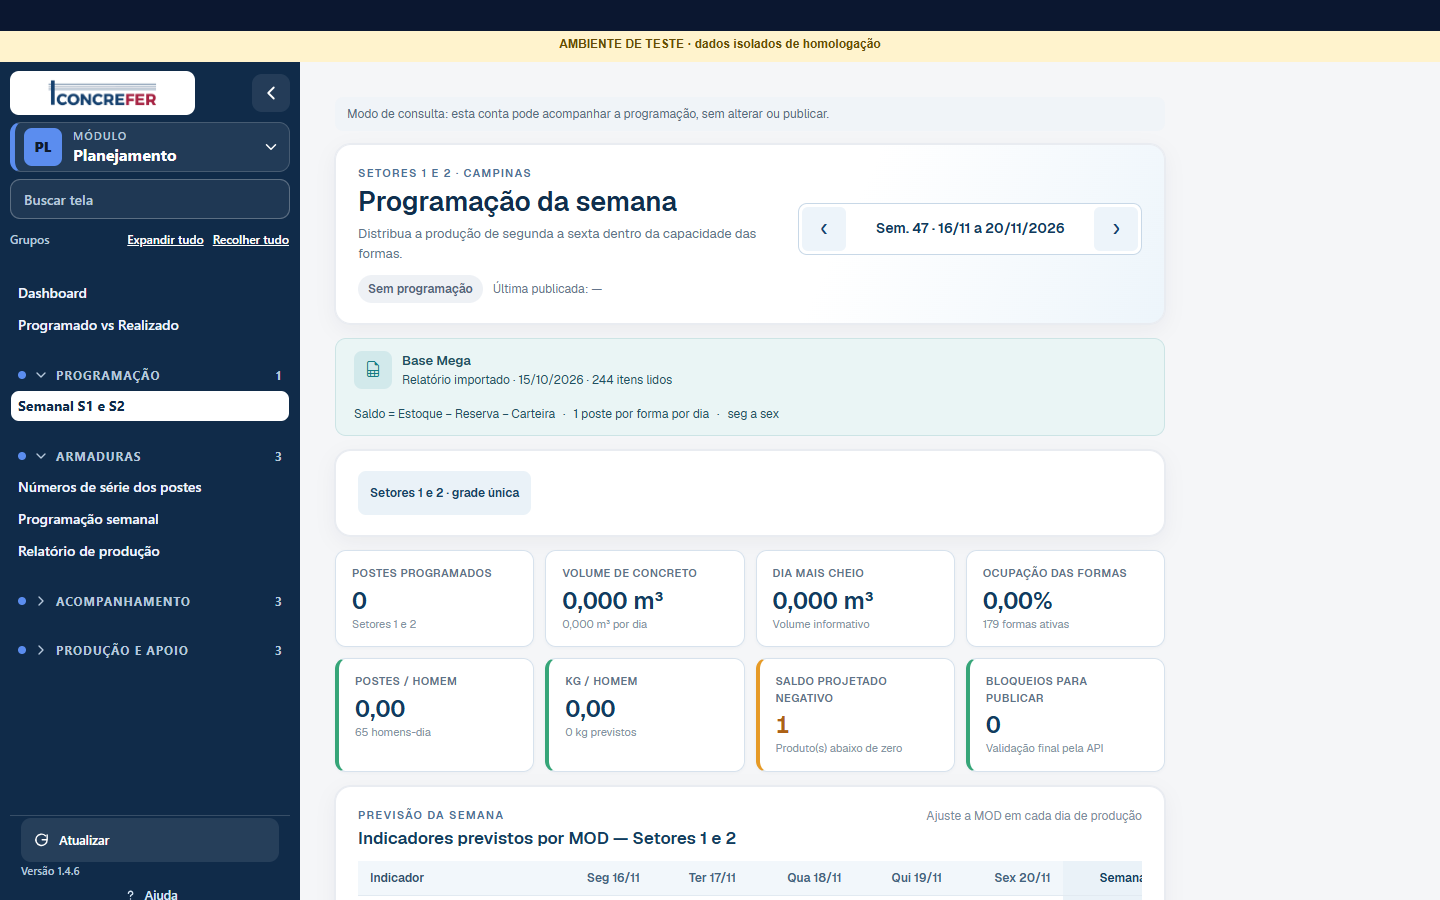 AMBIENTE DE TESTE · dados isolados de homologação
CONCREFER
PL
MÓDULO
Planejamento
Buscar tela
Grupos
Expandir tudo
Recolher tudo
Dashboard
Programado vs Realizado
PROGRAMAÇÃO 1
Semanal S1 e S2
ARMADURAS 3
Números de série dos postes
Programação semanal
Relatório de produção
ACOMPANHAMENTO 3
PRODUÇÃO E APOIO 3
Atualizar
Versão 1.4.6
? Ajuda
Modo de consulta: esta conta pode acompanhar a programação, sem alterar ou publicar.
SETORES 1 E 2 · CAMPINAS
Programação da semana
Distribua a produção de segunda a sexta dentro da capacidade das
formas.
Sem programação
Última publicada: —
‹ Sem. 47 · 16/11 a 20/11/2026 ›
Base Mega
Relatório importado · 15/10/2026 · 244 itens lidos
Saldo = Estoque – Reserva – Carteira · 1 poste por forma por dia · seg a sex
Setores 1 e 2 · grade única
POSTES PROGRAMADOS
0
Setores 1 e 2
VOLUME DE CONCRETO
0,000 m³
0,000 m³ por dia
DIA MAIS CHEIO
0,000 m³
Volume informativo
OCUPAÇÃO DAS FORMAS
0,00%
179 formas ativas
POSTES / HOMEM
0,00
65 homens-dia
KG / HOMEM
0,00
0 kg previstos
SALDO PROJETADO
NEGATIVO
1
Produto(s) abaixo de zero
BLOQUEIOS PARA
PUBLICAR
0
Validação final pela API
PREVISÃO DA SEMANA
Indicadores previstos por MOD — Setores 1 e 2
Ajuste a MOD em cada dia de produção
Indicador Seg 16/11 Ter 17/11 Qua 18/11 Qui 19/11 Sex 20/11 Semana